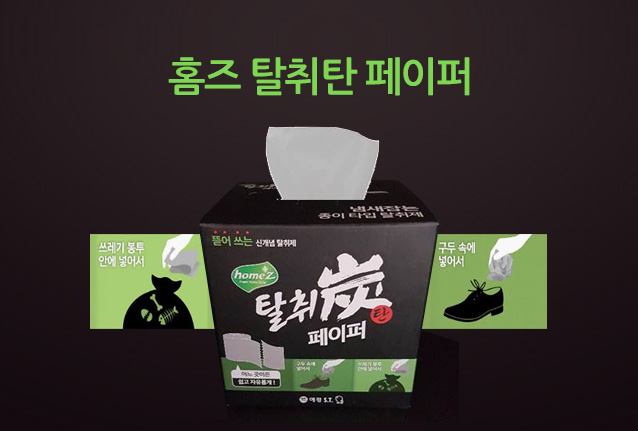 홈즈 탈취탄 페이퍼
냄새잡는
종이 타입 탈취제
쓰레기 봉투
안에 넣어서
구두 속에
넣어서
뜯어 쓰는 신개념 탈취제
homeZ
탈취炭
탄
페이퍼
어느 곳이든
쉽고 자유롭게!
구두 속에
넣어서
쓰레기 봉투
안에 넣어서
애경 S.T.